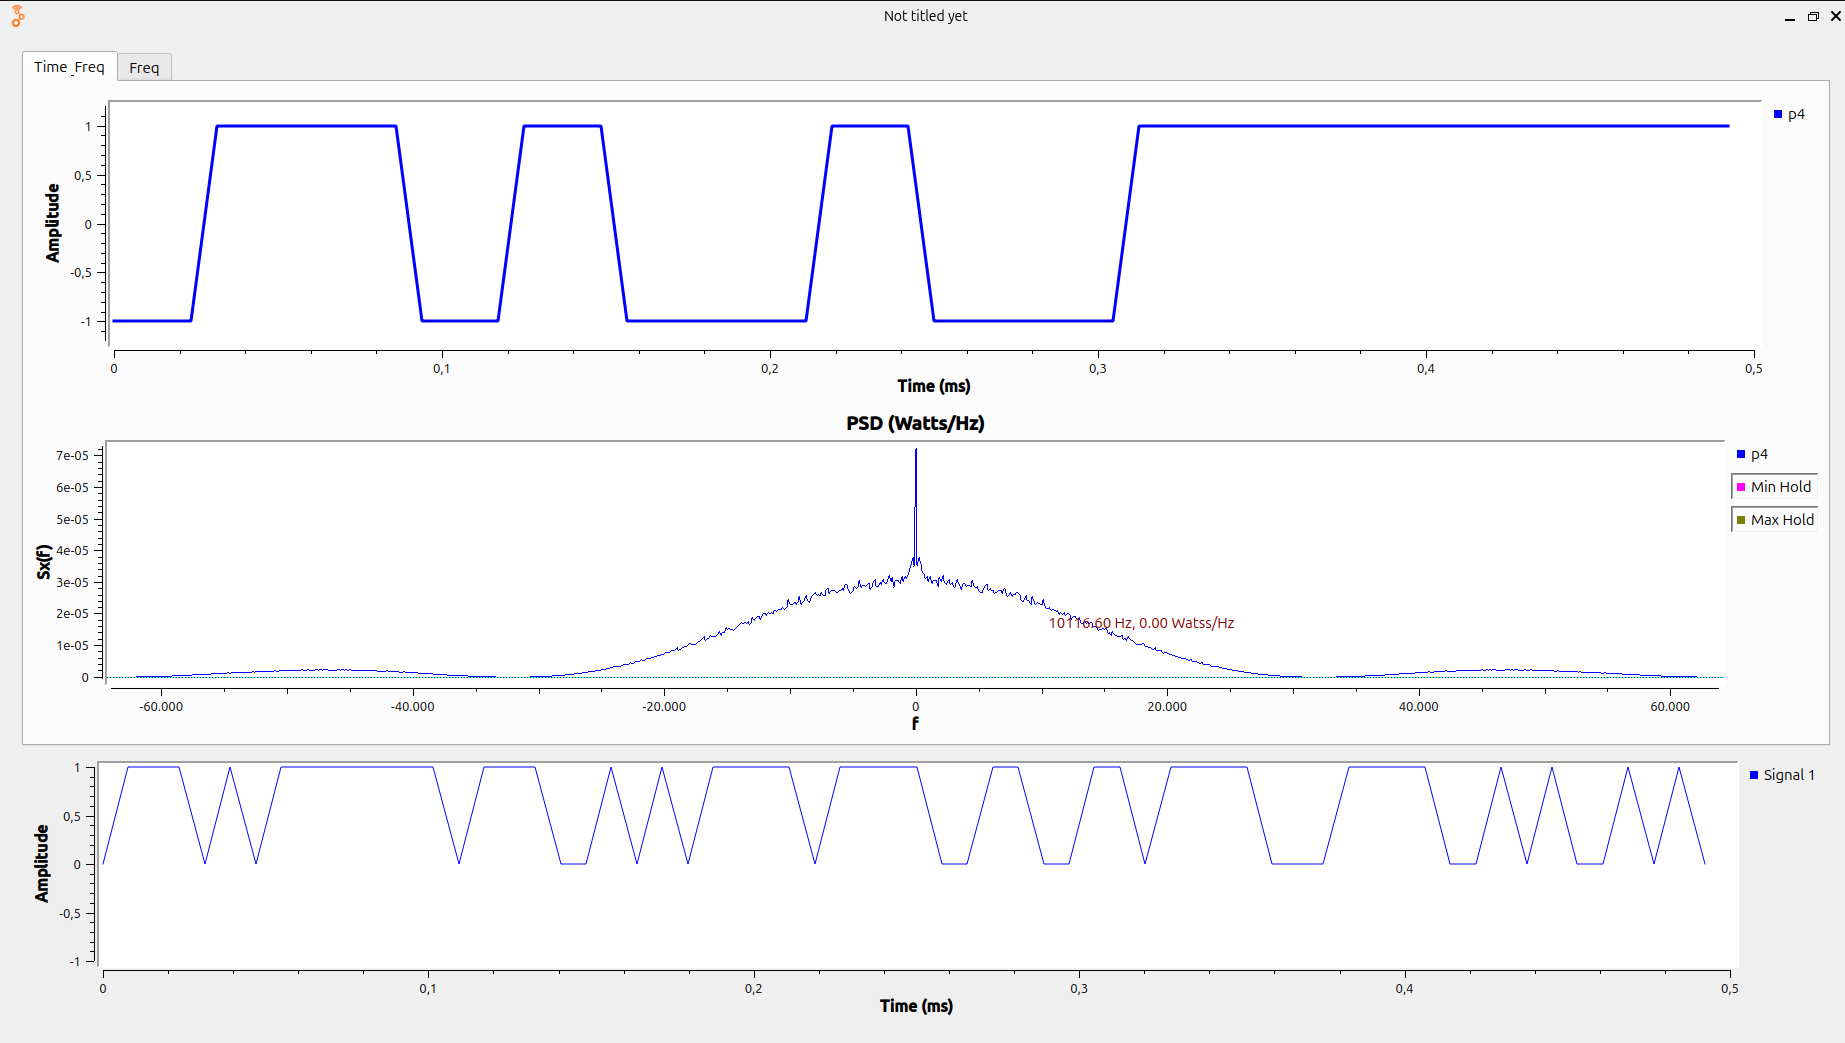 Not titled yet
Time_Freq
Freq
1
0,5
0
-0,5
-1
Amplitude
p4
0
0,1
0,2
0,3
0,4
0,5
Time (ms)
PSD (Watts/Hz)
7e-05
6e-05
5e-05
4e-05
3e-05
2e-05
1e-05
0
Sx(f)
p4
Min Hold
Max Hold
10116.60 Hz, 0.00 Watss/Hz
-60.000
-40.000
-20.000
0
20.000
40.000
60.000
f
1
0,5
0
-0,5
-1
Amplitude
Signal 1
0
0,1
0,2
0,3
0,4
0,5
Time (ms)